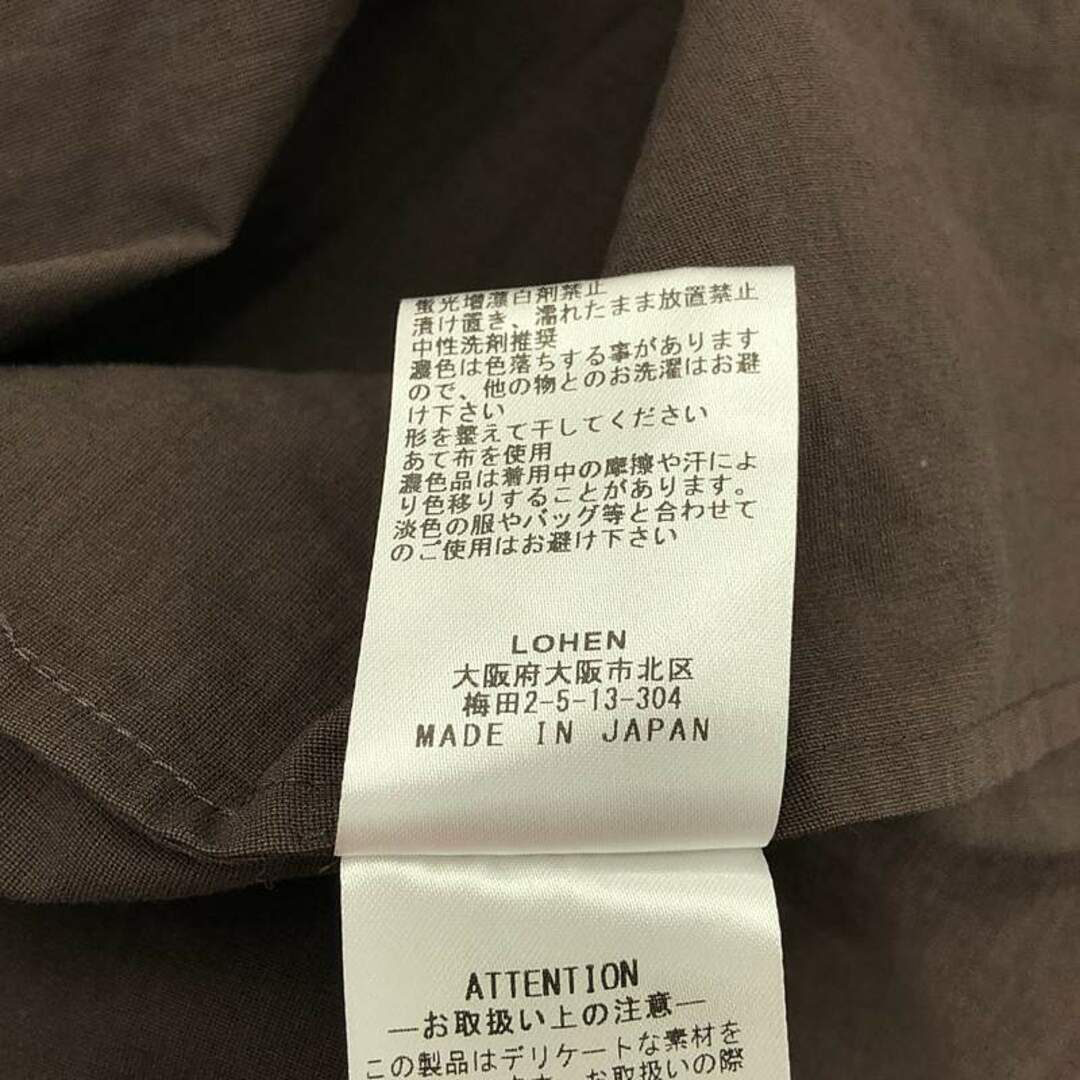 蛍光増漂白剤禁止
漬け置き、濡れたまま放置禁止
中性洗剤推奨
濃色は色落ちする事があります
ので、他の物とのお洗濯はお避
け下さい
形を整えて干してください
あて布を使用
濃色品は着用中の摩擦や汗によ
り色移りすることがあります。
淡色の服やバッグ等と合わせて
のご使用はお避け下さい
LOHEN
大阪府大阪市北区
梅田2-5-13-304
MADE IN JAPAN
ATTENTION
―お取扱い上の注意―
この製品はデリケートな素材を
お取扱いの際